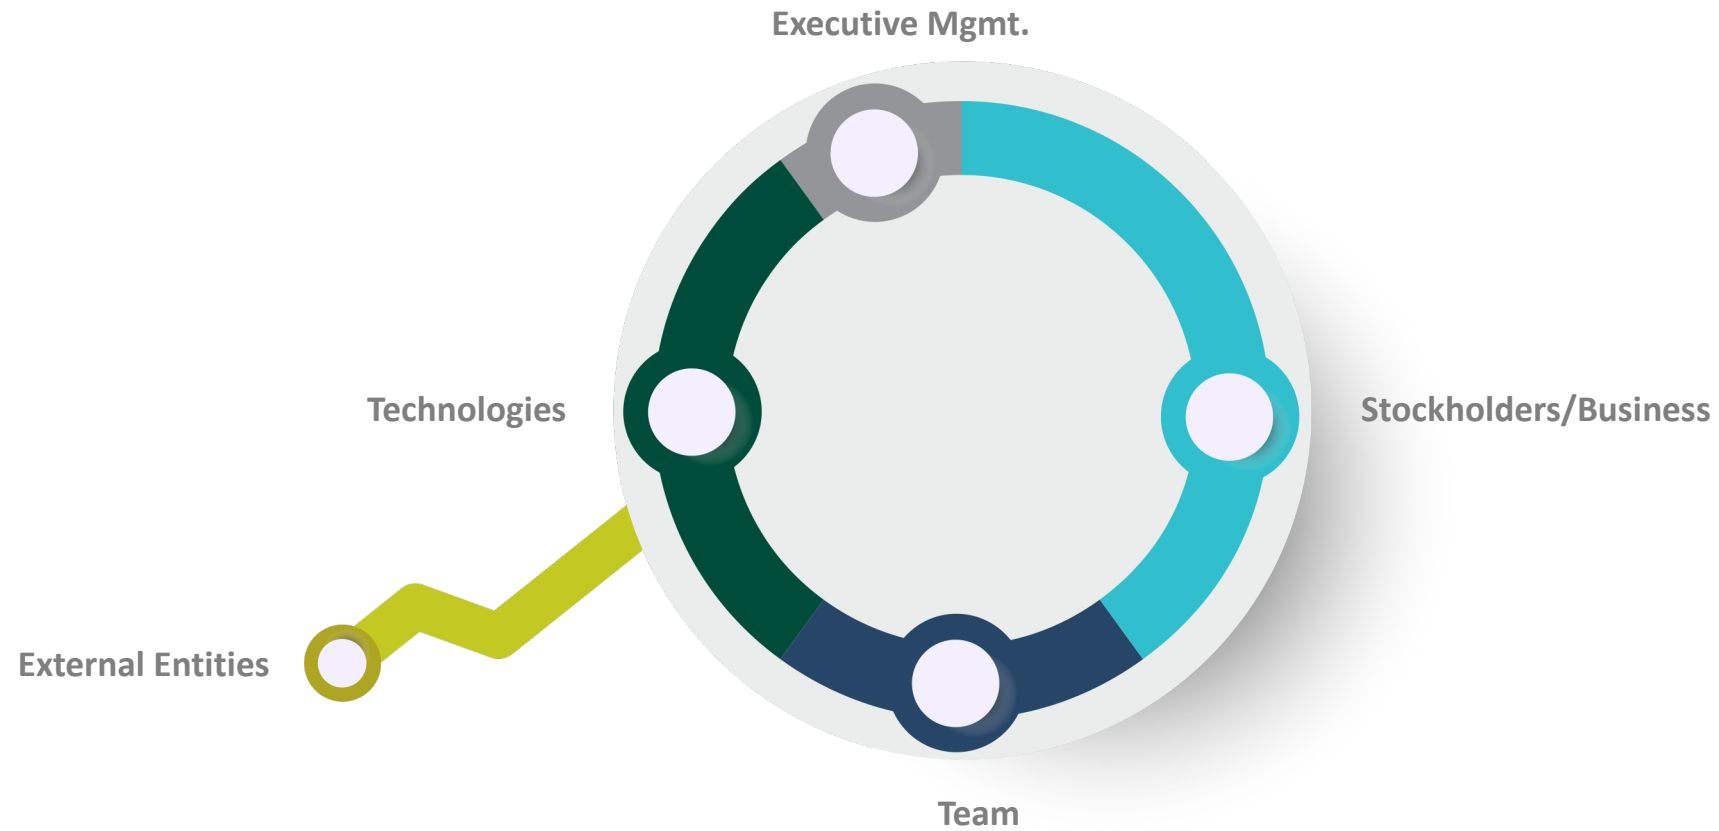 Executive Mgmt.
Technologies
Stockholders/Business
External Entities
Team